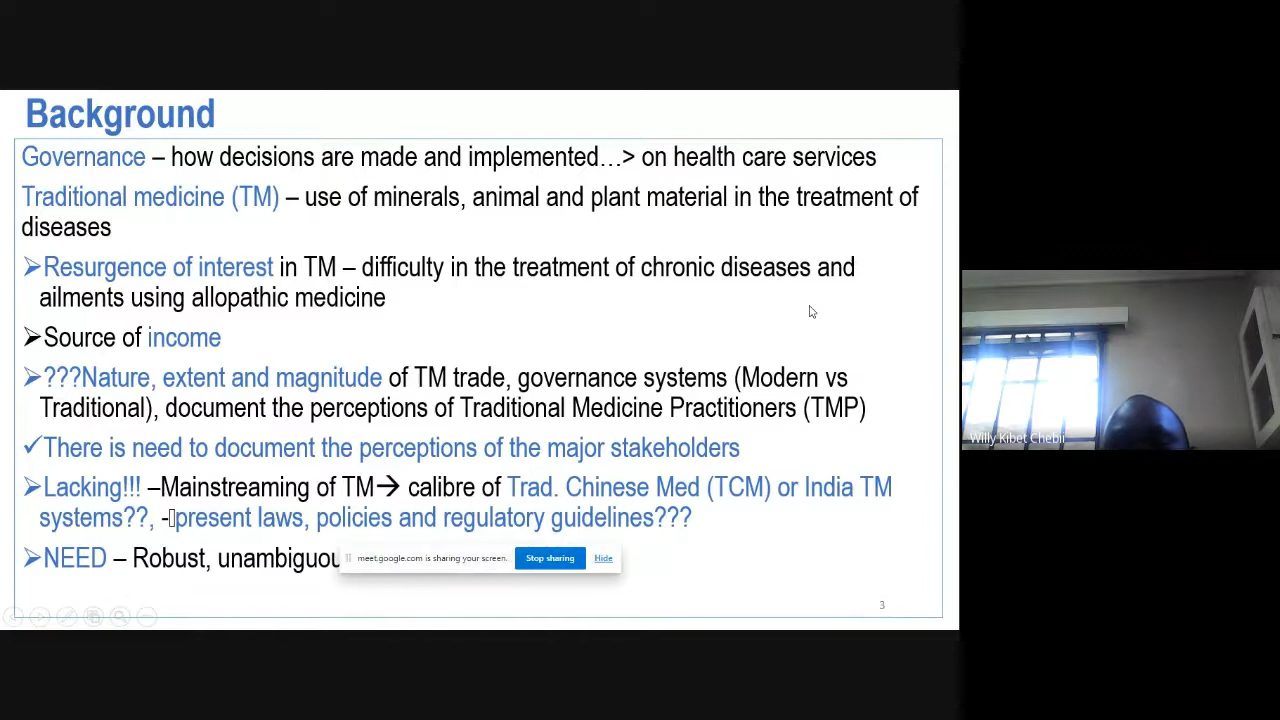 Background
Governance – how decisions are made and implemented…> on health care services
Traditional medicine (TM) – use of minerals, animal and plant material in the treatment of
diseases
➢Resurgence of interest in TM – difficulty in the treatment of chronic diseases and
ailments using allopathic medicine
➢Source of income
➢???Nature, extent and magnitude of TM trade, governance systems (Modern vs
Traditional), document the perceptions of Traditional Medicine Practitioners (TMP)
✓There is need to document the perceptions of the major stakeholders
➢Lacking!!! –Mainstreaming of TM→ calibre of Trad. Chinese Med (TCM) or India TM
systems??, -▯present laws, policies and regulatory guidelines???
➢NEED – Robust, unambiguou
meet.google.com is sharing your screen. Stop sharing Hide
3
Willy Kibet Chebii